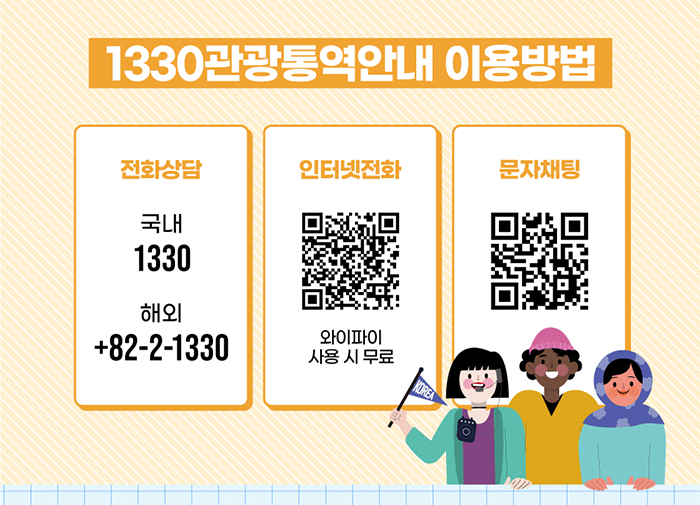 1330관광통역안내 이용방법
전화상담
국내
1330
해외
+82-2-1330
인터넷전화
와이파이
사용 시 무료
문자채팅
KOREA